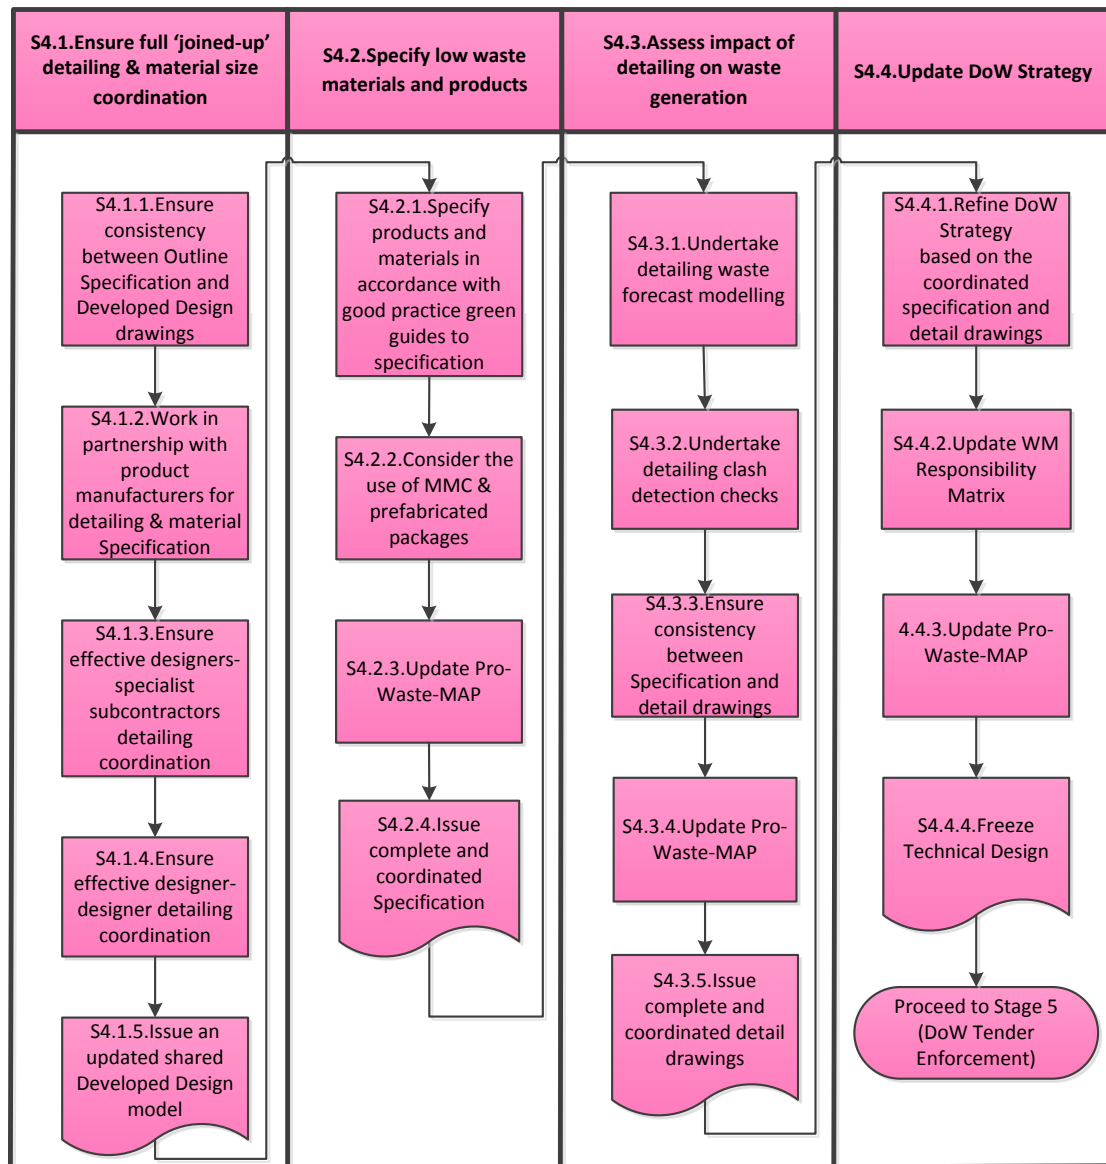 S4.1.Ensure full ‘joined-up’
detailing & material size
coordination
S4.2.Specify low waste
materials and products
S4.3.Assess impact of
detailing on waste
generation
S4.4.Update DoW Strategy
S4.1.1.Ensure
consistency
between Outline
Specification and
Developed Design
drawings
S4.1.2.Work in
partnership with
product
manufacturers for
detailing & material
Specification
S4.1.3.Ensure
effective designers-
specialist
subcontractors
detailing
coordination
S4.1.4.Ensure
effective designer-
designer detailing
coordination
S4.1.5.Issue an
updated shared
Developed Design
model
S4.2.1.Specify
products and
materials in
accordance with
good practice green
guides to
specification
S4.2.2.Consider the
use of MMC &
prefabricated
packages
S4.2.3.Update Pro-
Waste-MAP
S4.2.4.Issue
complete and
coordinated
Specification
S4.3.1.Undertake
detailing waste
forecast modelling
S4.3.2.Undertake
detailing clash
detection checks
S4.3.3.Ensure
consistency
between
Specification and
detail drawings
S4.3.4.Update Pro-
Waste-MAP
S4.3.5.Issue
complete and
coordinated detail
drawings
S4.4.1.Refine DoW
Strategy
based on the
coordinated
specification and
detail drawings
S4.4.2.Update WM
Responsibility
Matrix
4.4.3.Update Pro-
Waste-MAP
S4.4.4.Freeze
Technical Design
Proceed to Stage 5
(DoW Tender
Enforcement)